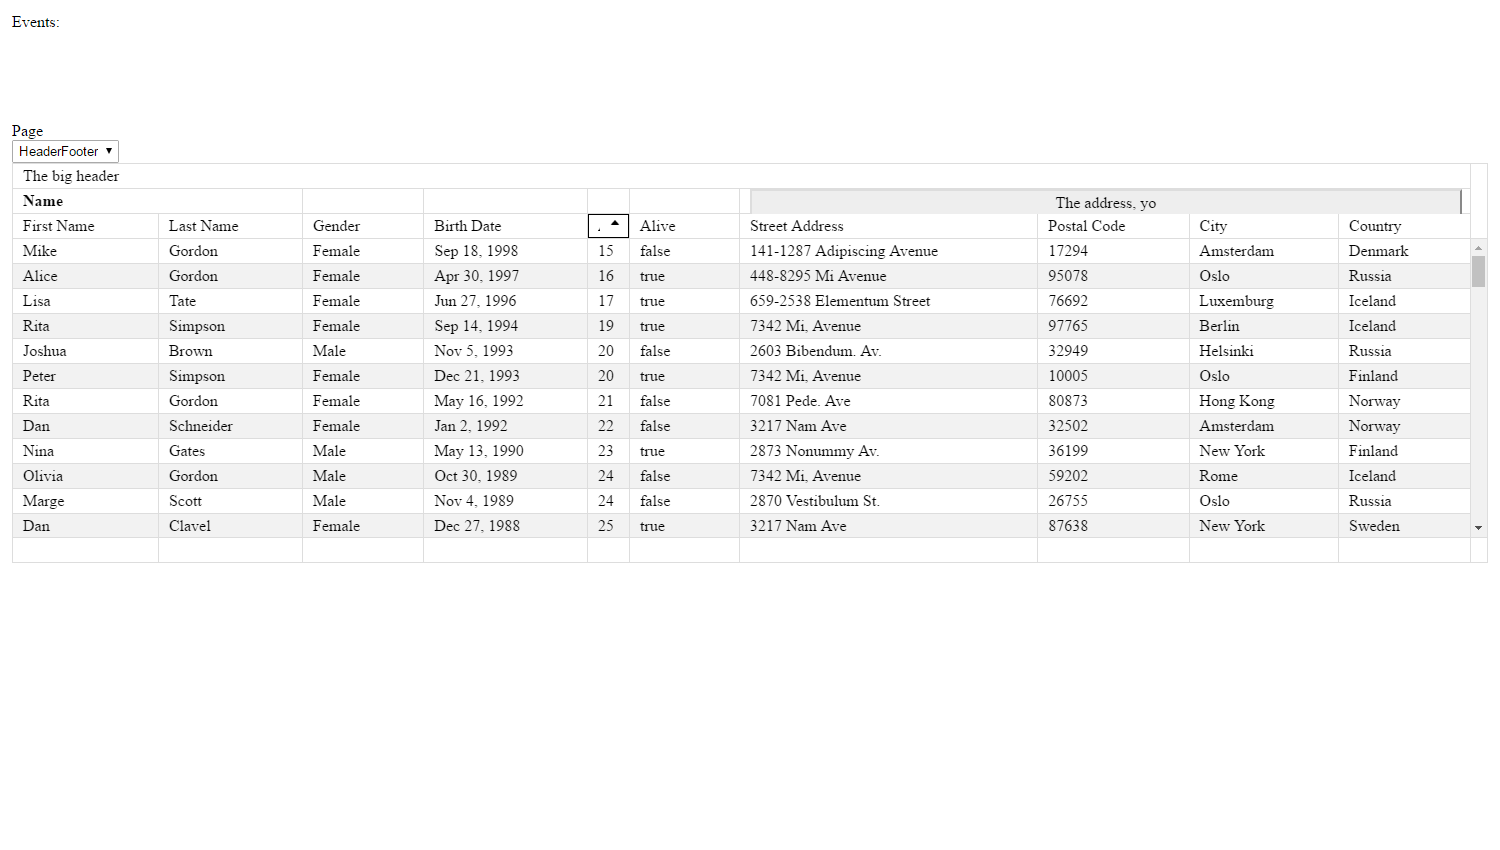 Events:
Page
HeaderFooter
The big header
Name The address, yo
First Name Last Name Gender Birth Date Alive Street Address Postal Code City Country
Mike Gordon Female Sep 18, 1998 15 false 141-1287 Adipiscing Avenue 17294 Amsterdam Denmark
Alice Gordon Female Apr 30, 1997 16 true 448-8295 Mi Avenue 95078 Oslo Russia
Lisa Tate Female Jun 27, 1996 17 true 659-2538 Elementum Street 76692 Luxemburg Iceland
Rita Simpson Female Sep 14, 1994 19 true 7342 Mi, Avenue 97765 Berlin Iceland
Joshua Brown Male Nov 5, 1993 20 false 2603 Bibendum. Av. 32949 Helsinki Russia
Peter Simpson Female Dec 21, 1993 20 true 7342 Mi, Avenue 10005 Oslo Finland
Rita Gordon Female May 16, 1992 21 false 7081 Pede. Ave 80873 Hong Kong Norway
Dan Schneider Female Jan 2, 1992 22 false 3217 Nam Ave 32502 Amsterdam Norway
Nina Gates Male May 13, 1990 23 true 2873 Nonummy Av. 36199 New York Finland
Olivia Gordon Male Oct 30, 1989 24 false 7342 Mi, Avenue 59202 Rome Iceland
Marge Scott Male Nov 4, 1989 24 false 2870 Vestibulum St. 26755 Oslo Russia
Dan Clavel Female Dec 27, 1988 25 true 3217 Nam Ave 87638 New York Sweden